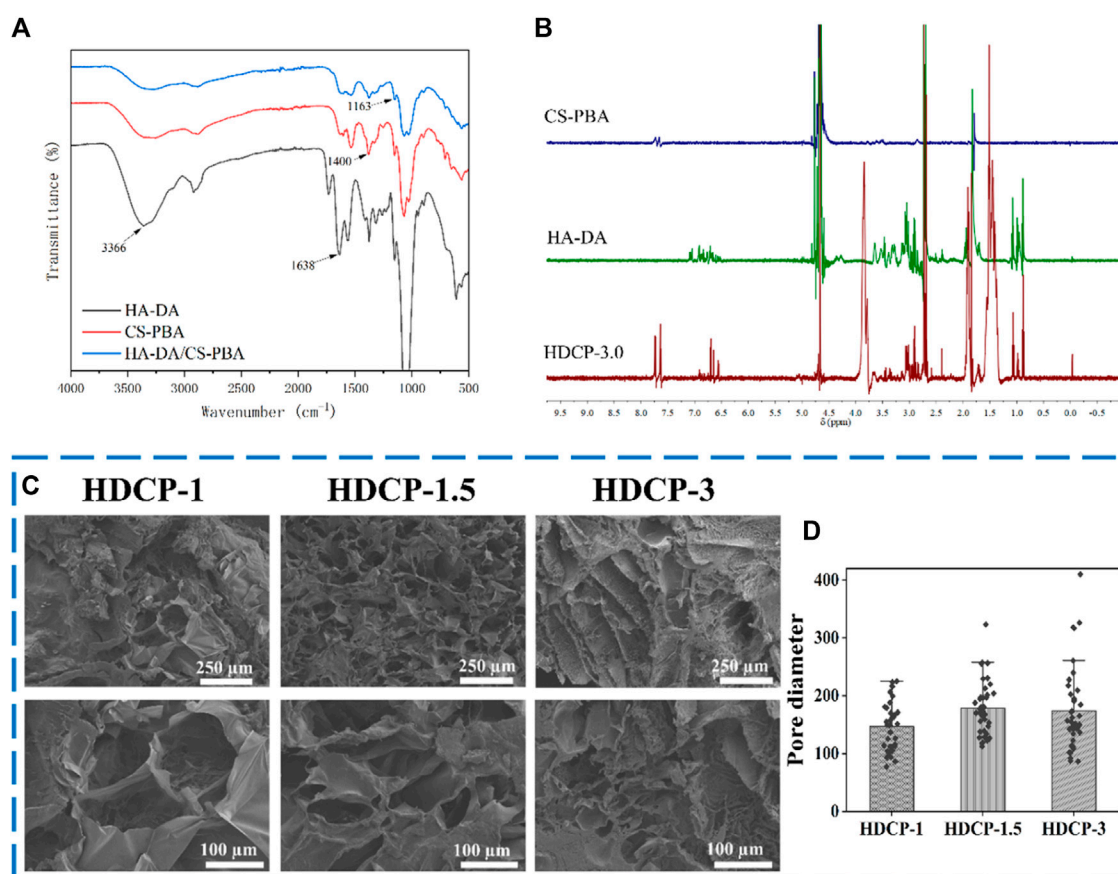 A
Transmittance (%)
1163
1400
3366
1638
HA-DA
CS-PBA
HA-DA/CS-PBA
4000 3500 3000 2500 2000 1500 1000 500
Wavenumber (cm⁻¹)
B
CS-PBA
HA-DA
HDCP-3.0
9.5 9.0 8.5 8.0 7.5 7.0 6.5 6.0 5.5 5.0 4.5 4.0 3.5 3.0 2.5 2.0 1.5 1.0 0.5 0.0 -0.5
δ (ppm)
C
HDCP-1 HDCP-1.5 HDCP-3
250 µm 250 µm 250 µm
100 µm 100 µm 100 µm
D
Pore diameter
400
300
200
100
0
HDCP-1 HDCP-1.5 HDCP-3